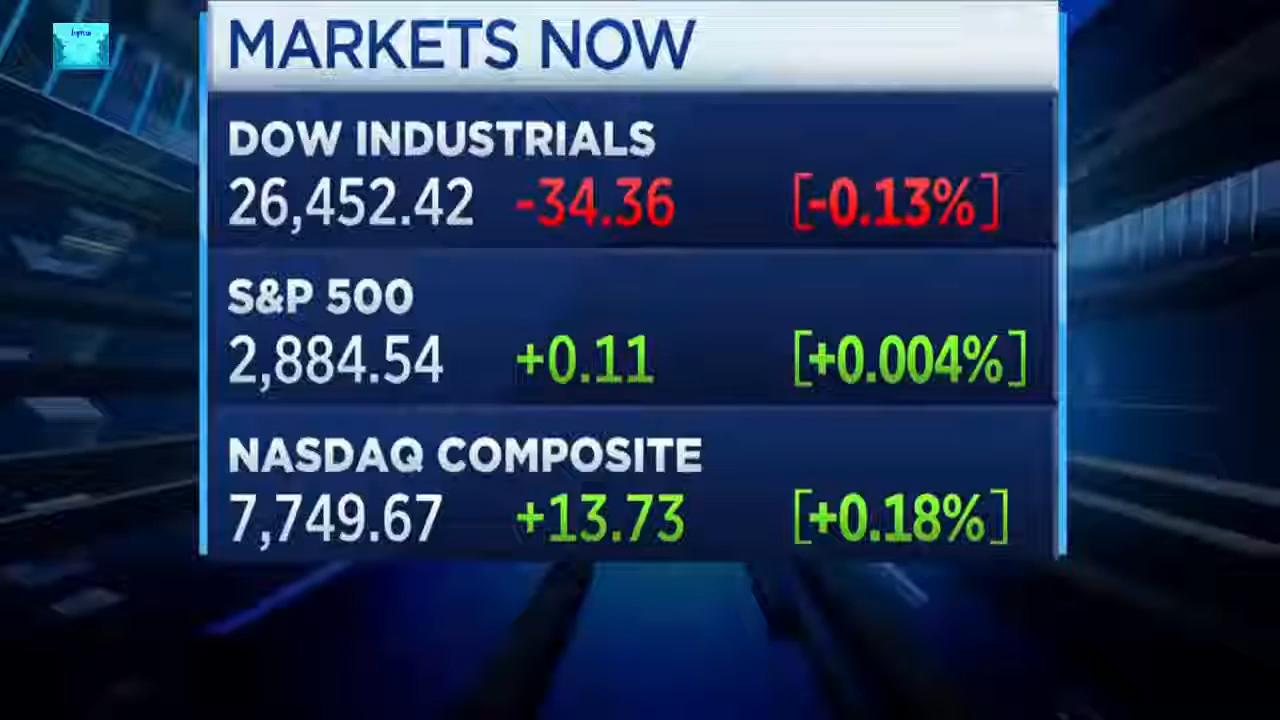 MARKETS NOW
DOW INDUSTRIALS
26,452.42 -34.36 [-0.13%]
S&P 500
2,884.54 +0.11 [+0.004%]
NASDAQ COMPOSITE
7,749.67 +13.73 [+0.18%]